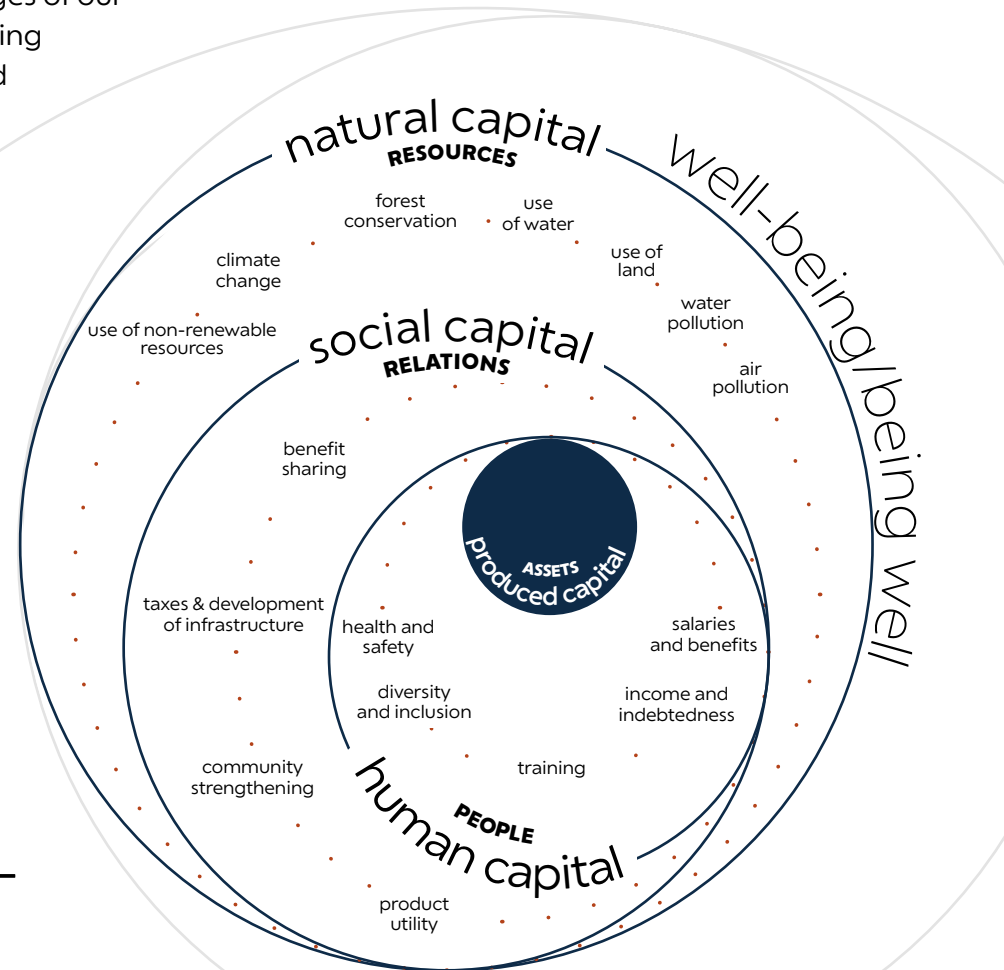 ing
natural capital
RESOURCES
forest
conservation
use
of water
use of
land
climate
change
water
pollution
use of non-renewable
resources
air
pollution
well-being/being well
social capital
RELATIONS
benefit
sharing
ASSETS
produced capital
taxes & development
of infrastructure
health and
safety
salaries
and benefits
diversity
and inclusion
income and
indebtedness
community
strengthening
training
PEOPLE
human capital
product
utility